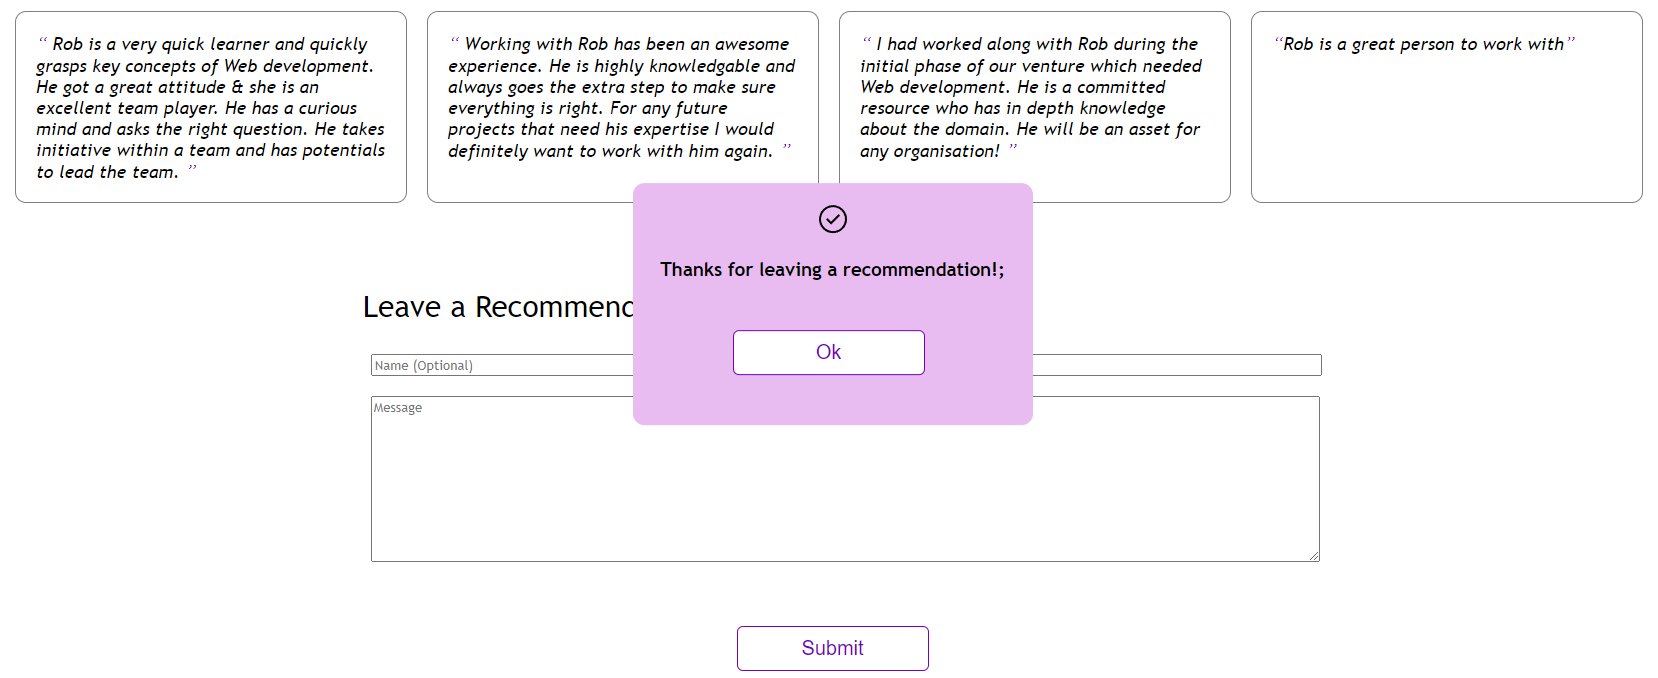 “ Rob is a very quick learner and quickly
grasps key concepts of Web development.
He got a great attitude & she is an
excellent team player. He has a curious
mind and asks the right question. He takes
initiative within a team and has potentials
to lead the team. ”
“ Working with Rob has been an awesome
experience. He is highly knowledgable and
always goes the extra step to make sure
everything is right. For any future
projects that need his expertise I would
definitely want to work with him again. ”
“ I had worked along with Rob during the
initial phase of our venture which needed
Web development. He is a committed
resource who has in depth knowledge
about the domain. He will be an asset for
any organisation! ”
“Rob is a great person to work with”
Thanks for leaving a recommendation!;
Ok
Leave a Recommend
Name (Optional)
Message
Submit